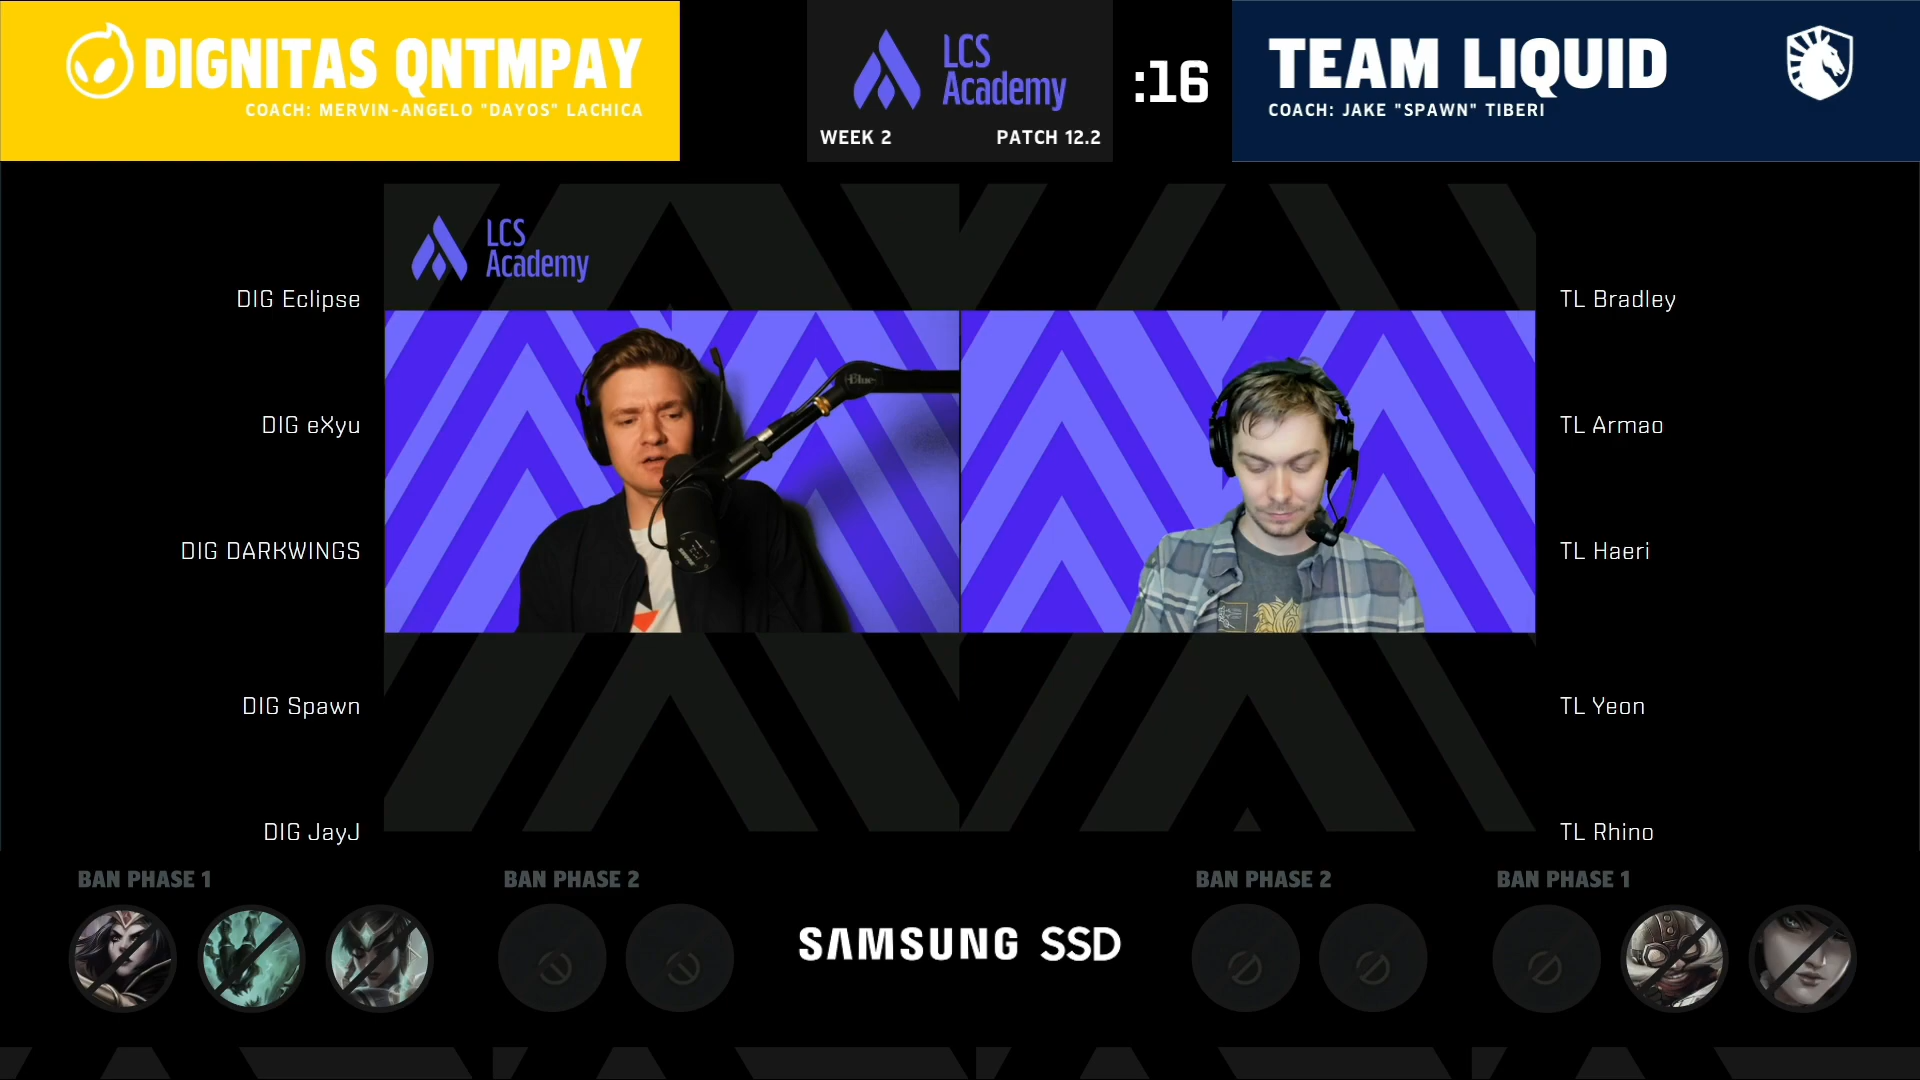 DIGNITAS QNTMPAY
COACH: MERVIN-ANGELO "DAYOS" LACHICA
LCS
Academy
WEEK 2
PATCH 12.2
:16
TEAM LIQUID
COACH: JAKE "SPAWN" TIBERI
LCS
Academy
DIG Eclipse
DIG eXyu
DIG DARKWINGS
DIG Spawn
DIG JayJ
Blue
TL Bradley
TL Armao
TL Haeri
TL Yeon
TL Rhino
BAN PHASE 1
BAN PHASE 2
SAMSUNG SSD
BAN PHASE 2
BAN PHASE 1